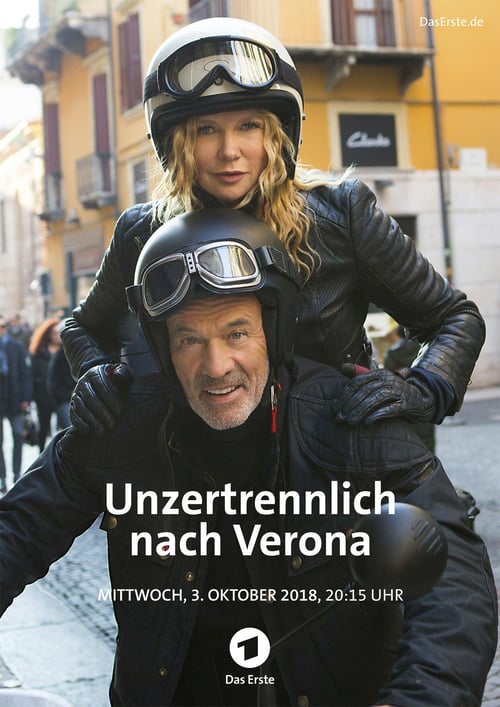 DasErste.de
Clarks
Unzertrennlich
nach Verona
MITTWOCH, 3. OKTOBER 2018, 20:15 UHR
1
Das Erste